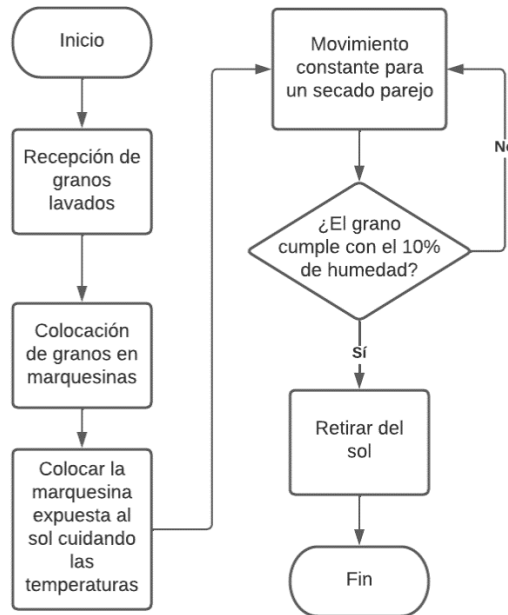 Inicio
Recepción de
granos
lavados
Colocación
de granos en
marquesinas
Colocar la
marquesina
expuesta al
sol cuidando
las
temperaturas
Movimiento
constante para
un secado parejo
¿El grano
cumple con el 10%
de humedad?
No
Sí
Retirar del
sol
Fin